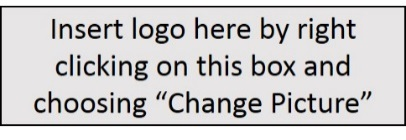 Insert logo here by right
clicking on this box and
choosing “Change Picture”